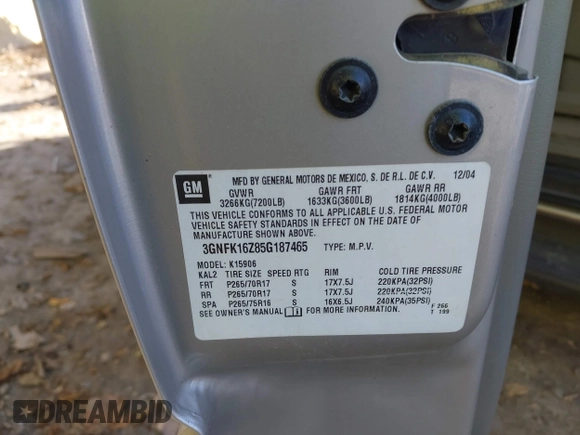 GM
MFD BY GENERAL MOTORS DE MEXICO, S. DE R.L. DE C.V. 12/04
GVWR GAWR FRT GAWR RR
3266KG(7200LB) 1633KG(3600LB) 1814KG(4000LB)
THIS VEHICLE CONFORMS TO ALL APPLICABLE U.S. FEDERAL MOTOR
VEHICLE SAFETY STANDARDS IN EFFECT ON THE DATE OF
MANUFACTURE SHOWN ABOVE.
3GNFK16Z85G187465 TYPE: M.P.V.
MODEL: K15906
KAL2 TIRE SIZE SPEED RTG RIM COLD TIRE PRESSURE
FRT P265/70R17 S 17X7.5J 220KPA(32PSI)
RR P265/70R17 S 17X7.5J 220KPA(32PSI)
SPA P265/75R16 S 16X6.5J 240KPA(35PSI)
SEE OWNER'S MANUAL FOR MORE INFORMATION.
F 266
T 199
DREAMBID